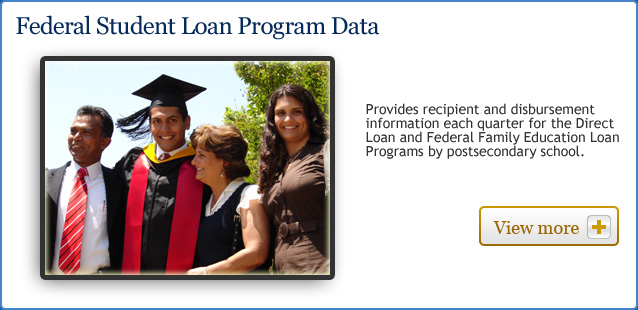 Federal Student Loan Program Data
Provides recipient and disbursement
information each quarter for the Direct
Loan and Federal Family Education Loan
Programs by postsecondary school.
View more